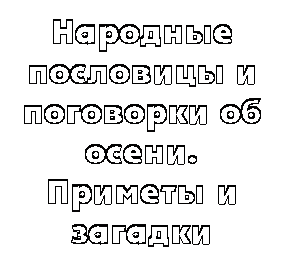 Народные
пословицы и
поговорки об
осени.
Приметы и
загадки